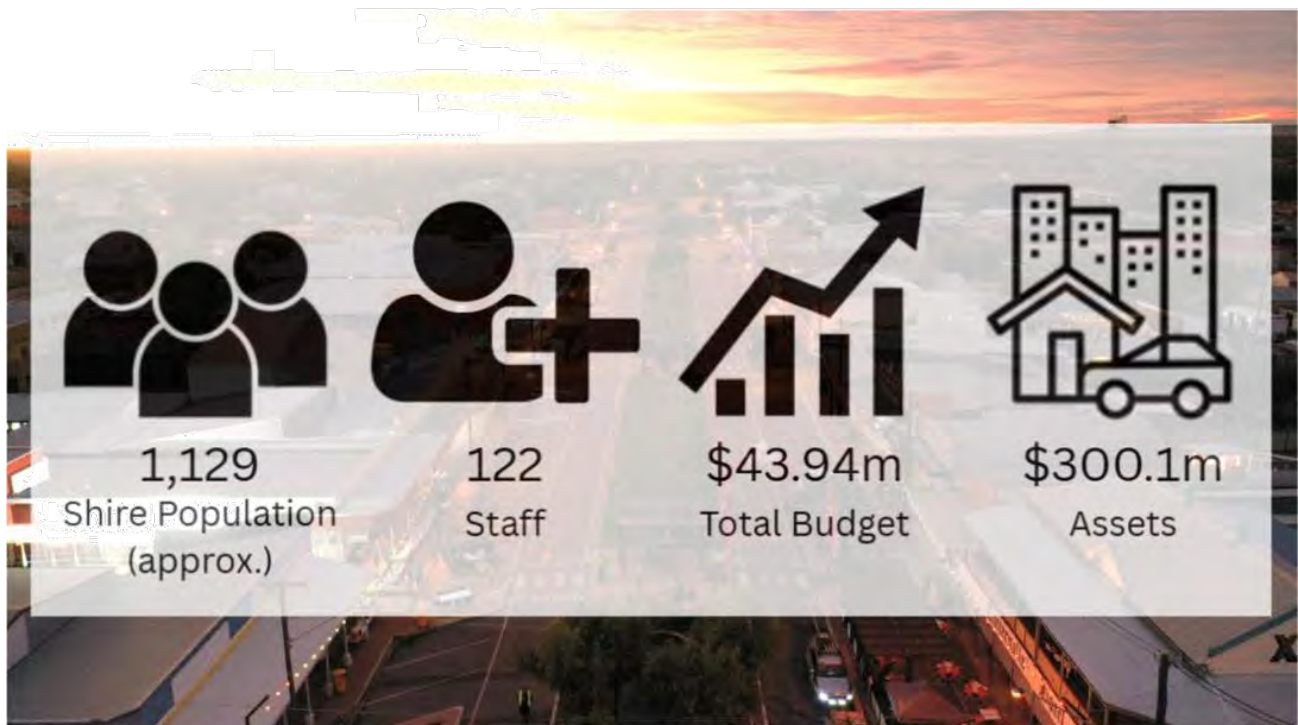 1,129
Shire Population
(approx.)
122
Staff
$43.94m
Total Budget
$300.1m
Assets